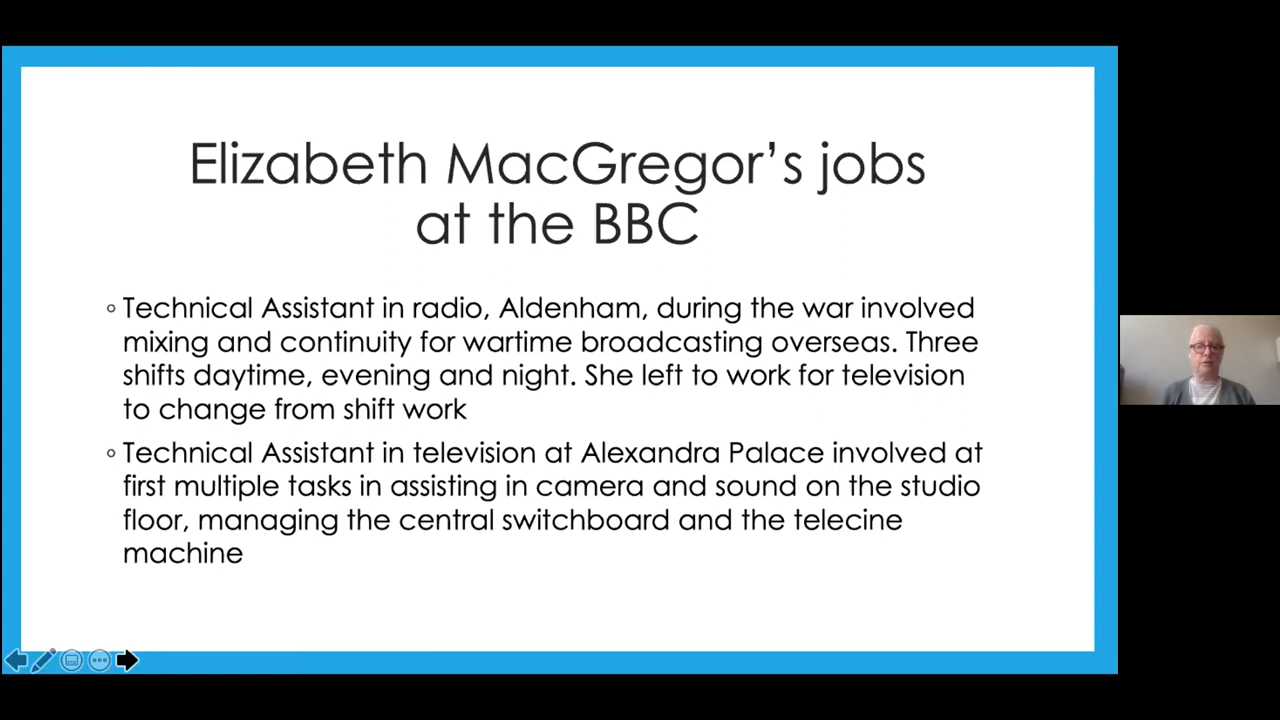 Elizabeth MacGregor’s jobs
at the BBC
◦ Technical Assistant in radio, Aldenham, during the war involved
mixing and continuity for wartime broadcasting overseas. Three
shifts daytime, evening and night. She left to work for television
to change from shift work
◦ Technical Assistant in television at Alexandra Palace involved at
first multiple tasks in assisting in camera and sound on the studio
floor, managing the central switchboard and the telecine
machine